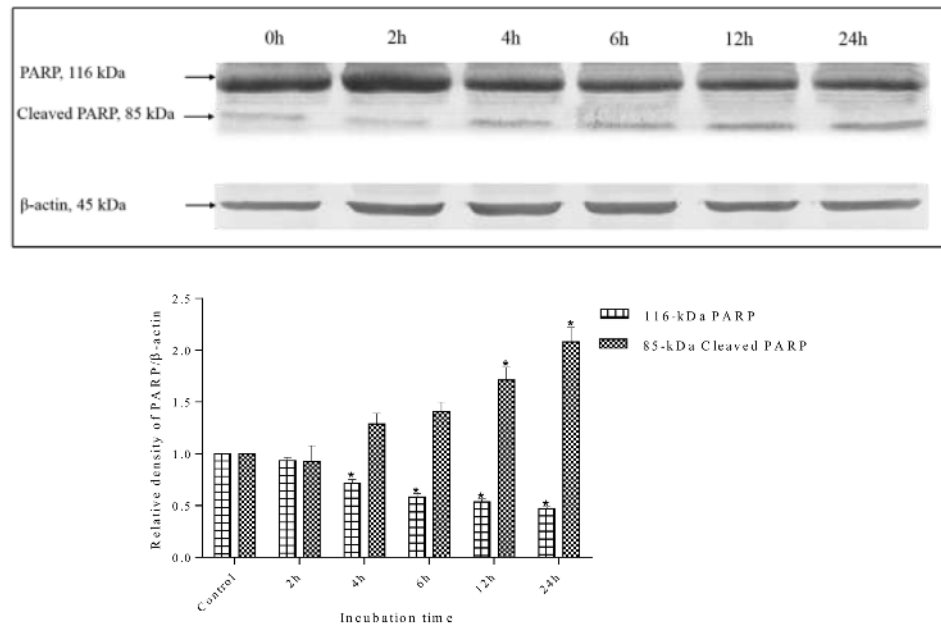 0h 2h 4h 6h 12h 24h
PARP, 116 kDa
Cleaved PARP, 85 kDa
β-actin, 45 kDa
2.5
2.0
1.5
1.0
0.5
0.0
Relative density of PARP/β-actin
* * * * * *
116-kDa PARP
85-kDa Cleaved PARP
Control 2h 4h 6h 12h 24h
Incubation time